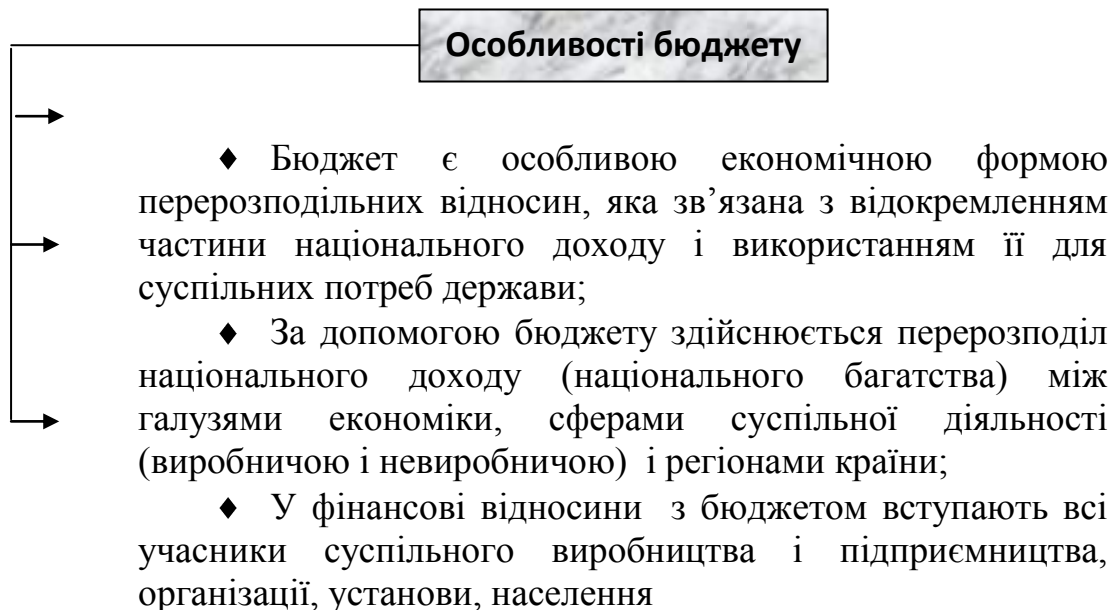 Особливості бюджету
♦ Бюджет є особливою економічною формою
перерозподільних відносин, яка зв’язана з відокремленням
частини національного доходу і використанням її для
суспільних потреб держави;
♦ За допомогою бюджету здійснюється перерозподіл
національного доходу (національного багатства) між
галузями економіки, сферами суспільної діяльності
(виробничою і невиробничою) і регіонами країни;
♦ У фінансові відносини з бюджетом вступають всі
учасники суспільного виробництва і підприємництва,
організації, установи, населення